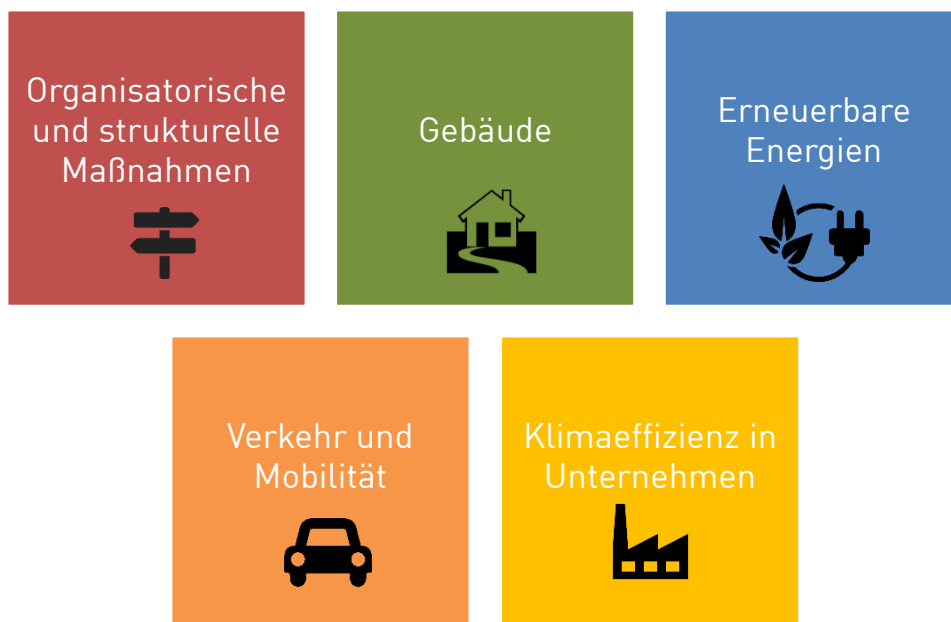 Organisatorische
und strukturelle
Maßnahmen
Gebäude
Erneuerbare
Energien
Verkehr und
Mobilität
Klimaeffizienz in
Unternehmen